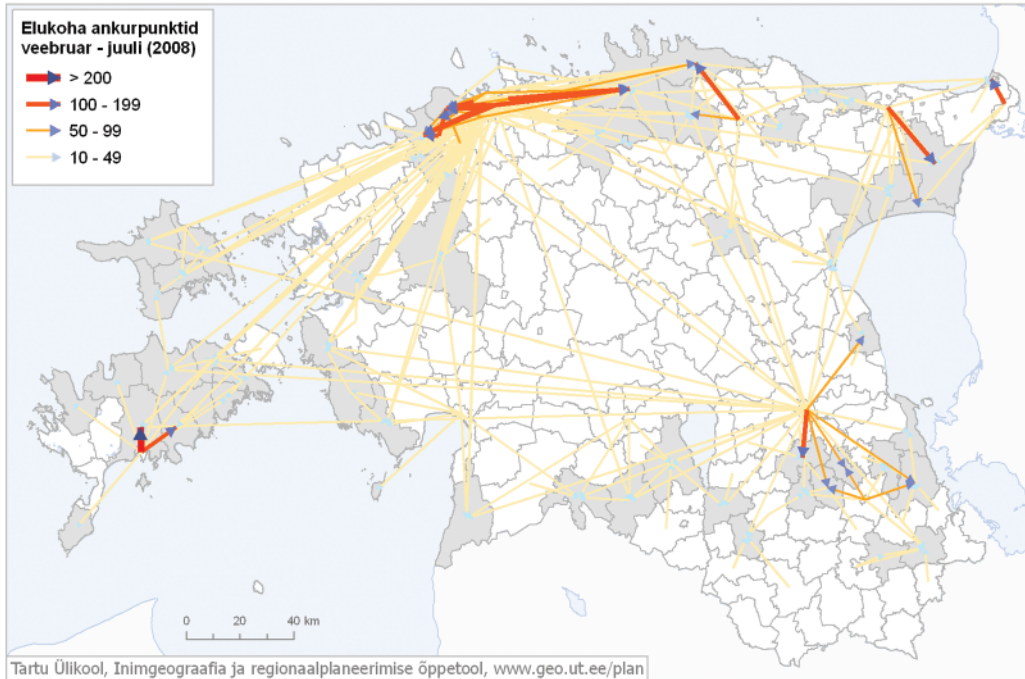 Elukoha ankurpunktid
veebruar - juuli (2008)
> 200
100 - 199
50 - 99
10 - 49
0 20 40 km
Tartu Ülikool, Inimgeograafia ja regionaalplaneerimise õppetool, www.geo.ut.ee/plan